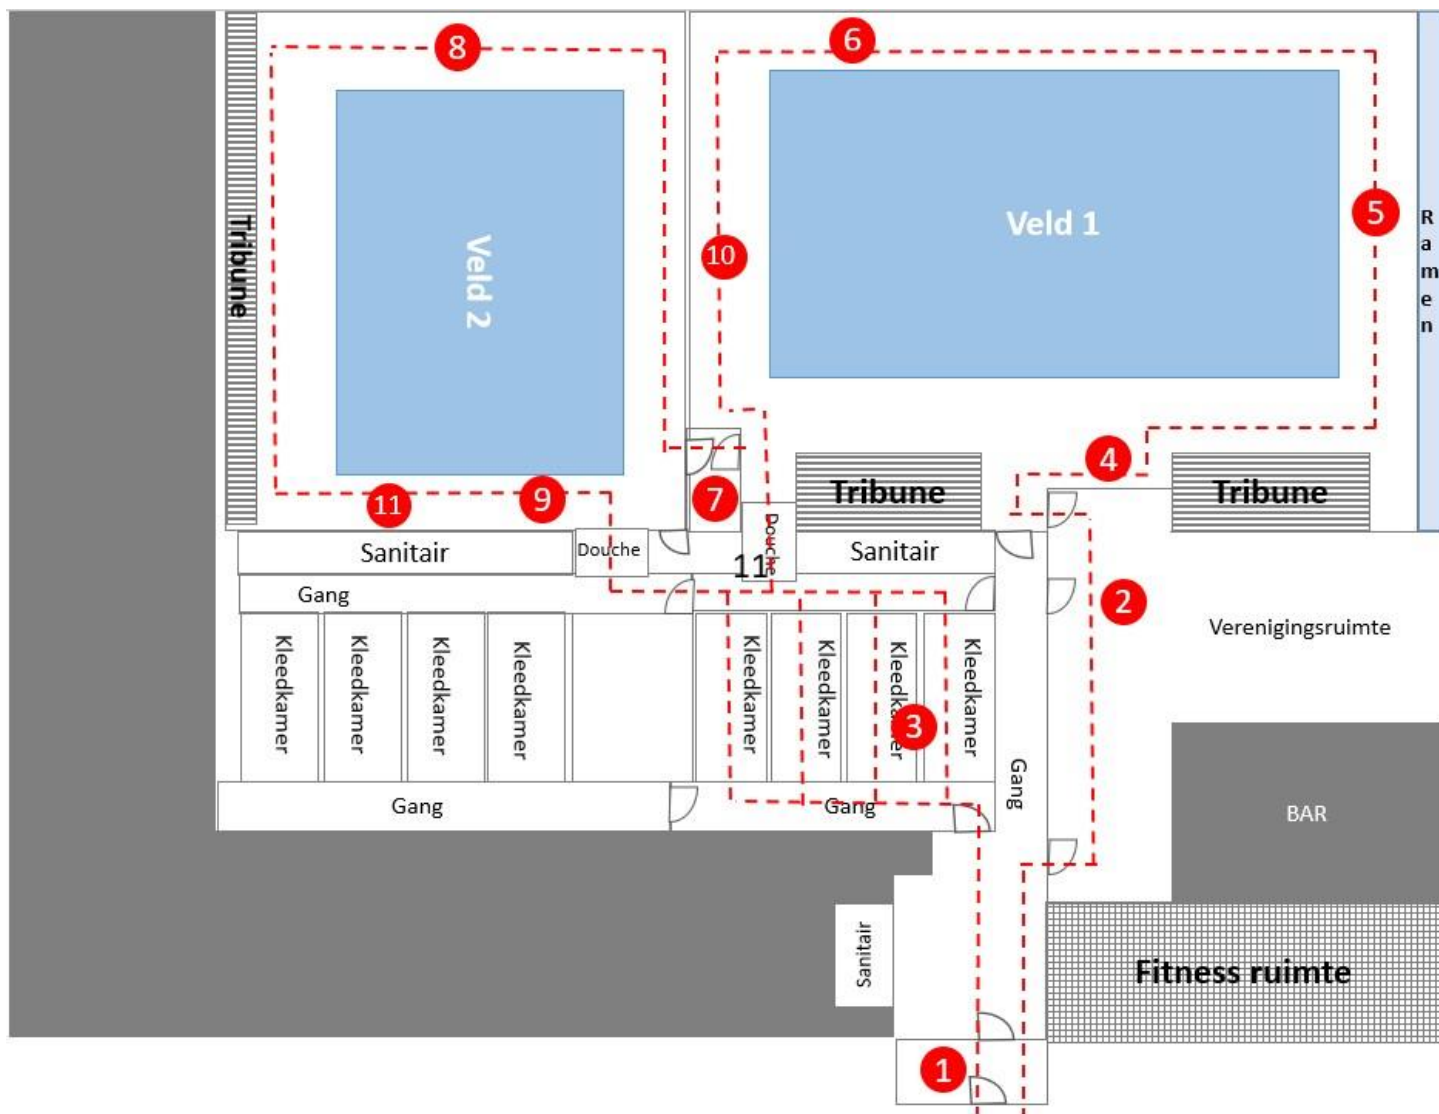 8
6
Tribune
Veld 2
Veld 1
5
R
a
m
e
n
10
4
11
9
7
Tribune
Tribune
Sanitair
Douche
Douche
11
Sanitair
Gang
2
Verenigingsruimte
Kleedkamer
Kleedkamer
Kleedkamer
Kleedkamer
Kleedkamer
Kleedkamer
Kleedkamer
Kleedkamer
3
Gang
Gang
Gang
BAR
Sanitair
Fitness ruimte
1